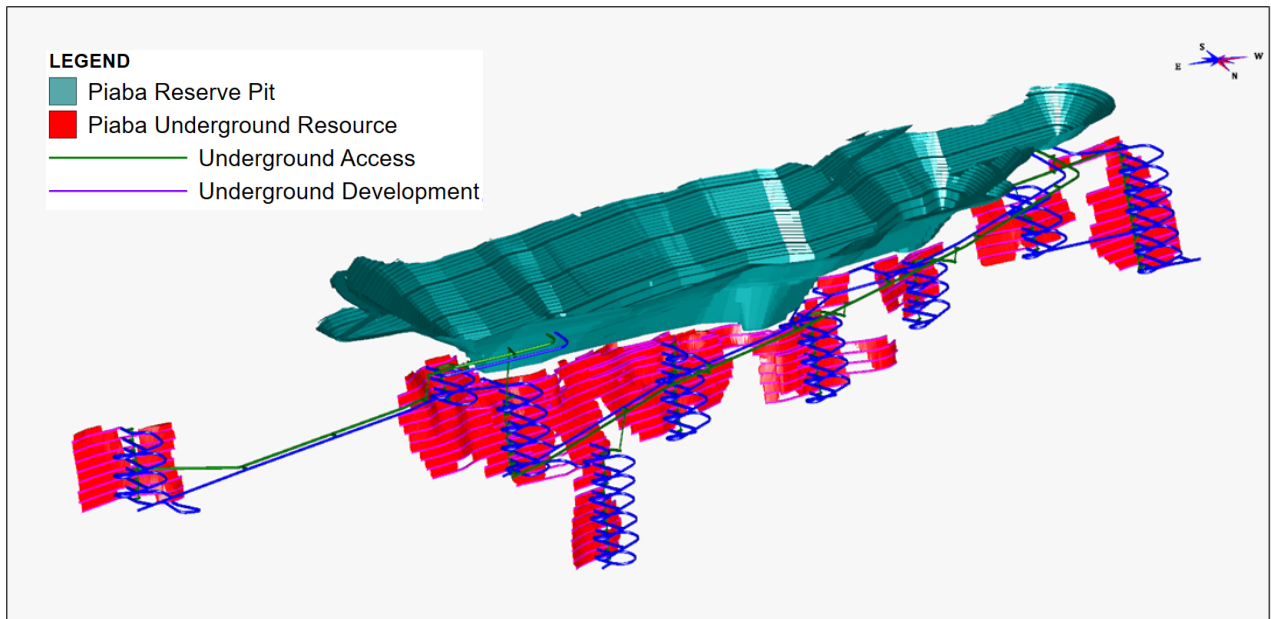 LEGEND
Piaba Reserve Pit
Piaba Underground Resource
Underground Access
Underground Development
S
E
W
N